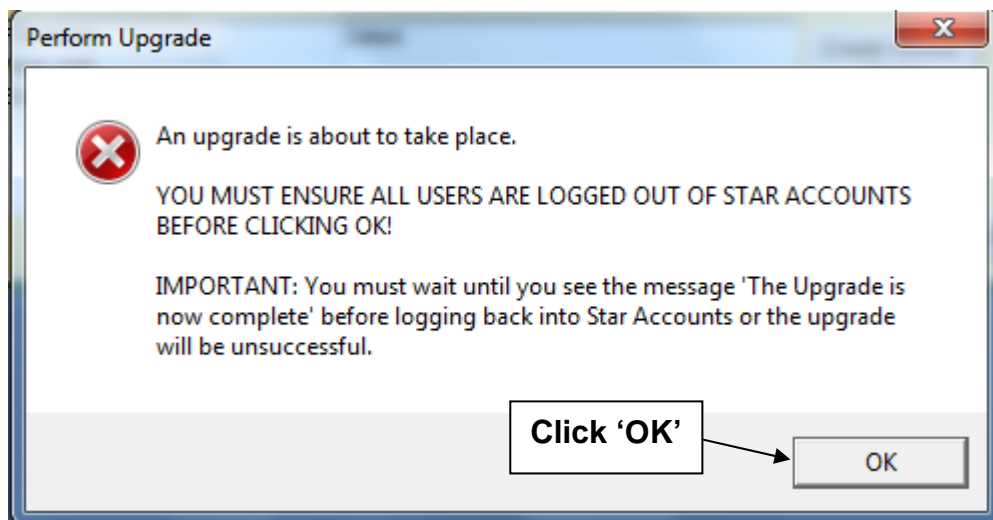 Perform Upgrade
An upgrade is about to take place.
YOU MUST ENSURE ALL USERS ARE LOGGED OUT OF STAR ACCOUNTS
BEFORE CLICKING OK!
IMPORTANT: You must wait until you see the message 'The Upgrade is
now complete' before logging back into Star Accounts or the upgrade
will be unsuccessful.
Click ‘OK’
OK